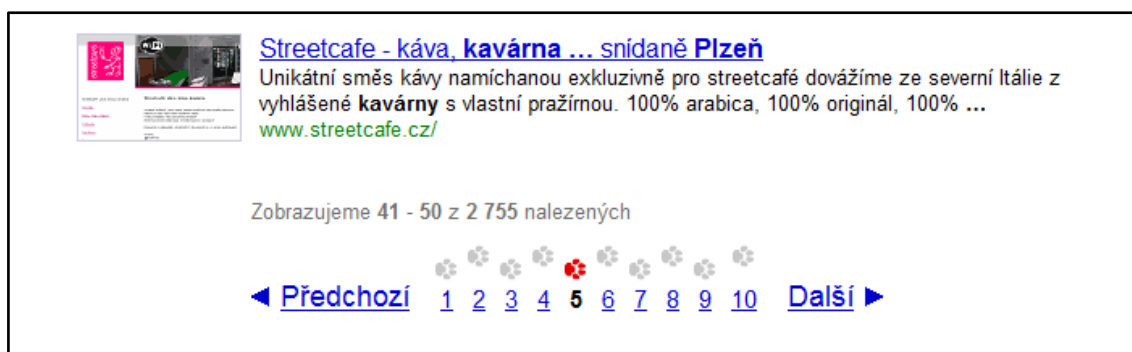 Streetcafe - káva, kavárna ... snídaně Plzeň
Unikátní směs kávy namíchanou exkluzivně pro streetcafé dovážíme ze severní Itálie z
vyhlášené kavárny s vlastní pražírnou. 100% arabica, 100% originál, 100% ...
www.streetcafe.cz/
Zobrazujeme 41 - 50 z 2 755 nalezených
◄ Předchozí 1 2 3 4 5 6 7 8 9 10 Další ►